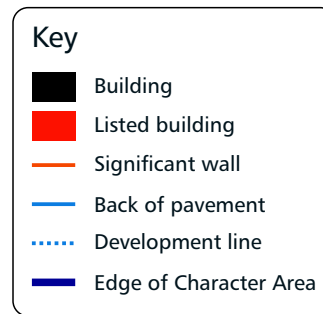 Key
Building
Listed building
Significant wall
Back of pavement
Development line
Edge of Character Area